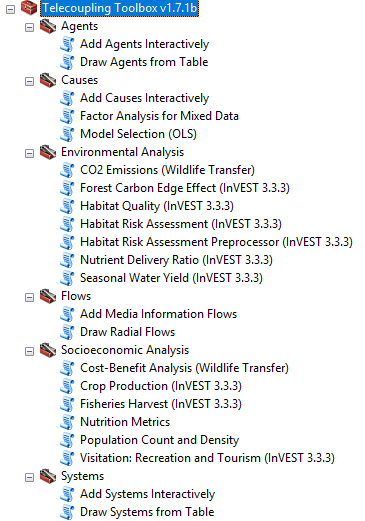 Telecoupling Toolbox v1.7.1b
Agents
Add Agents Interactively
Draw Agents from Table
Causes
Add Causes Interactively
Factor Analysis for Mixed Data
Model Selection (OLS)
Environmental Analysis
CO2 Emissions (Wildlife Transfer)
Forest Carbon Edge Effect (InVEST 3.3.3)
Habitat Quality (InVEST 3.3.3)
Habitat Risk Assessment (InVEST 3.3.3)
Habitat Risk Assessment Preprocessor (InVEST 3.3.3)
Nutrient Delivery Ratio (InVEST 3.3.3)
Seasonal Water Yield (InVEST 3.3.3)
Flows
Add Media Information Flows
Draw Radial Flows
Socioeconomic Analysis
Cost-Benefit Analysis (Wildlife Transfer)
Crop Production (InVEST 3.3.3)
Fisheries Harvest (InVEST 3.3.3)
Nutrition Metrics
Population Count and Density
Visitation: Recreation and Tourism (InVEST 3.3.3)
Systems
Add Systems Interactively
Draw Systems from Table